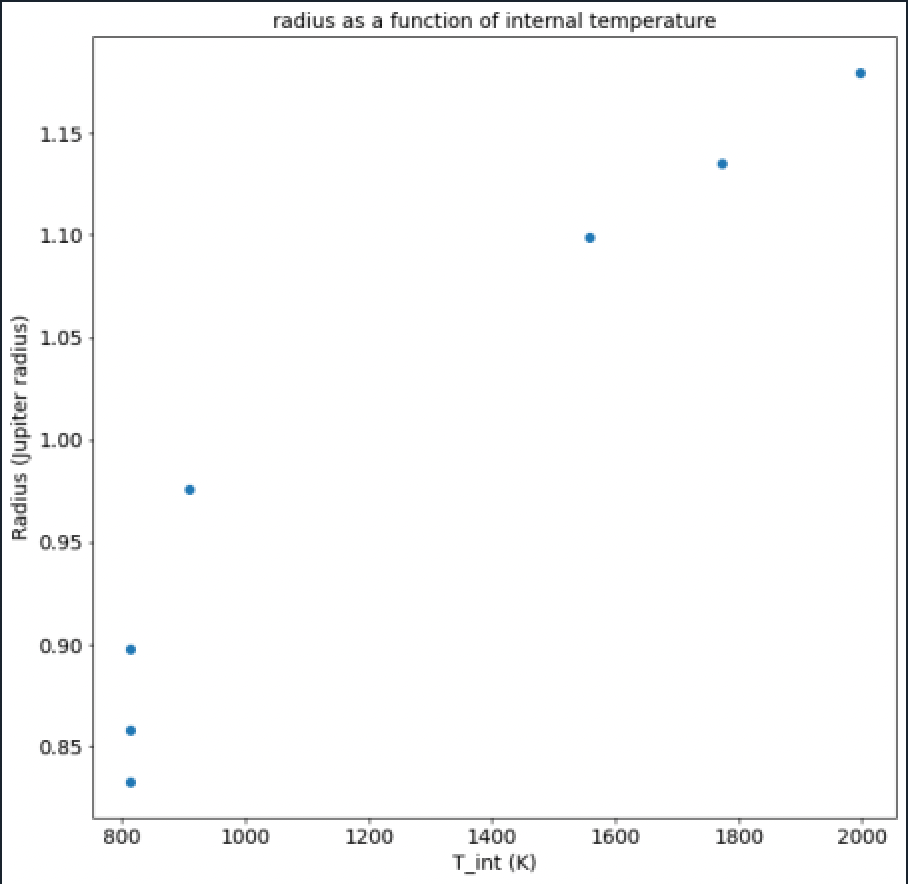 radius as a function of internal temperature
1.15
1.10
1.05
1.00
0.95
0.90
0.85
Radius (Jupiter radius)
800 1000 1200 1400 1600 1800 2000
T_int (K)